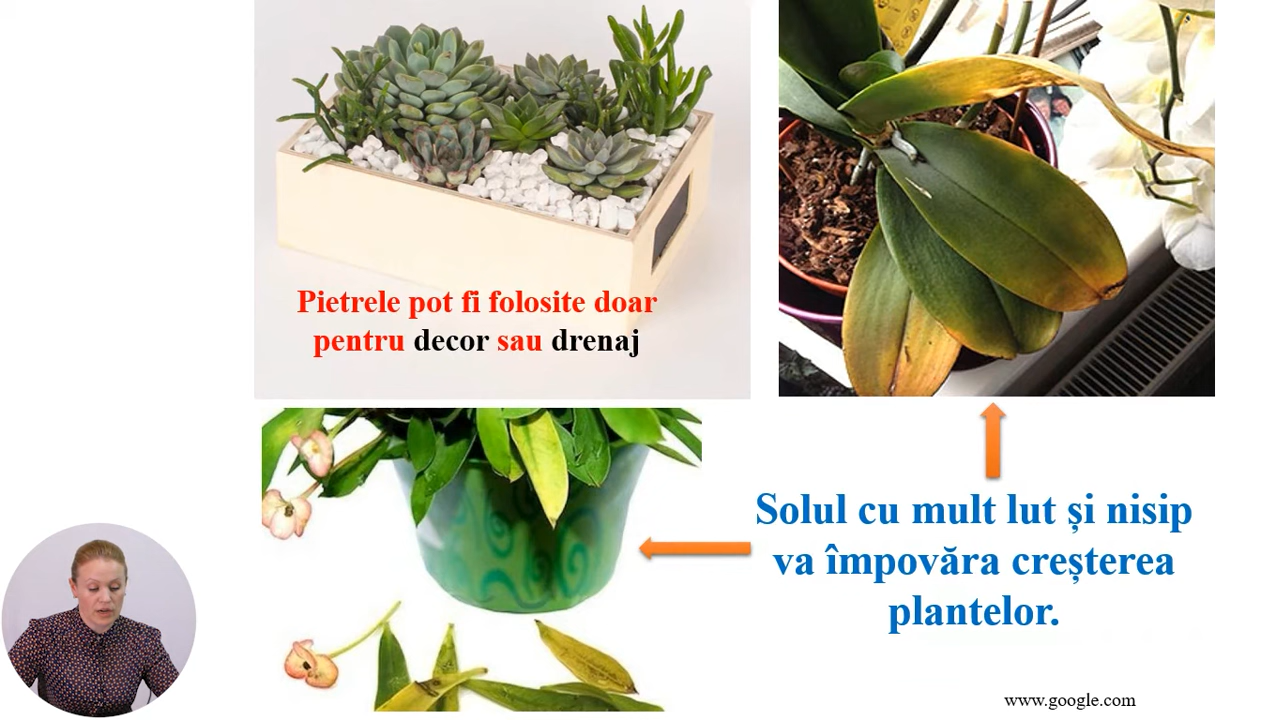 Pietrele pot fi folosite doar
pentru decor sau drenaj
Solul cu mult lut și nisip
va împovăra creșterea
plantelor.
www.google.com